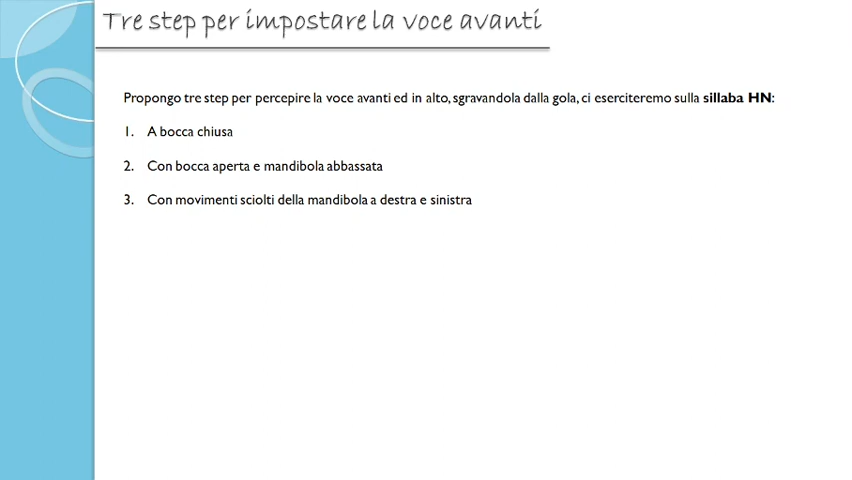 Tre step per impostare la voce avanti
Propongo tre step per percepire la voce avanti ed in alto, sgravandola dalla gola, ci eserciteremo sulla sillaba HN:
1. A bocca chiusa
2. Con bocca aperta e mandibola abbassata
3. Con movimenti sciolti della mandibola a destra e sinistra